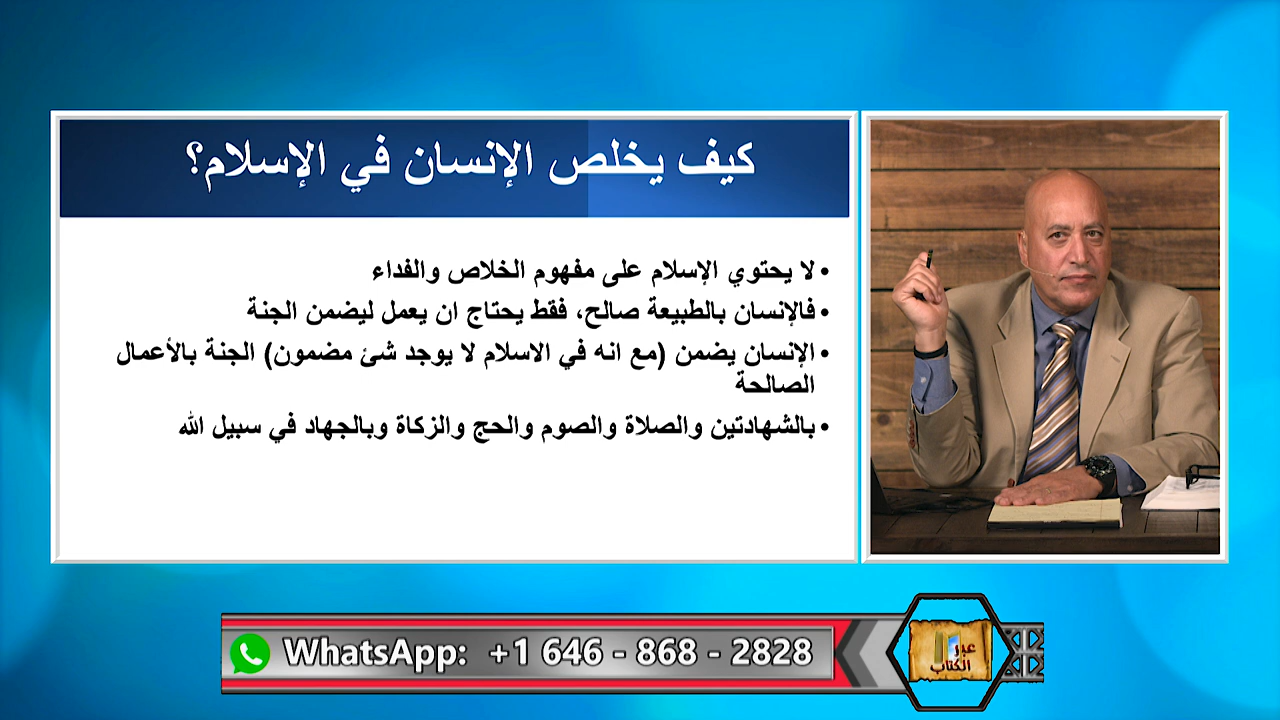 كيف يخلص الإنسان في الإسلام؟
• لا يحتوي الإسلام على مفهوم الخلاص والفداء
• فالإنسان بالطبيعة صالح، فقط يحتاج ان يعمل ليضمن الجنة
• الإنسان يضمن (مع انه في الاسلام لا يوجد شئ مضمون) الجنة بالأعمال
الصالحة
• بالشهادتين والصلاة والصوم والحج والزكاة وبالجهاد في سبيل الله
WhatsApp: +1 646 - 868 - 2828
عبر
الكتاب